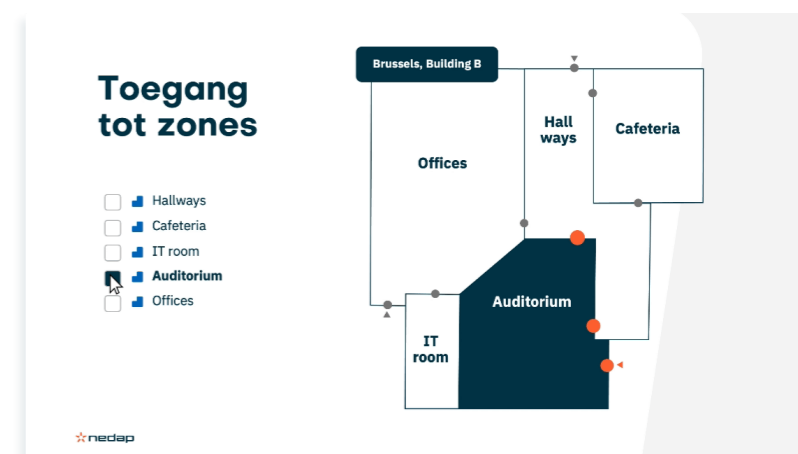 Brussels, Building B
Toegang
tot zones
Hall
ways
Cafeteria
Offices
Hallways
Cafeteria
IT room
Auditorium
Offices
Auditorium
IT
room
nedap